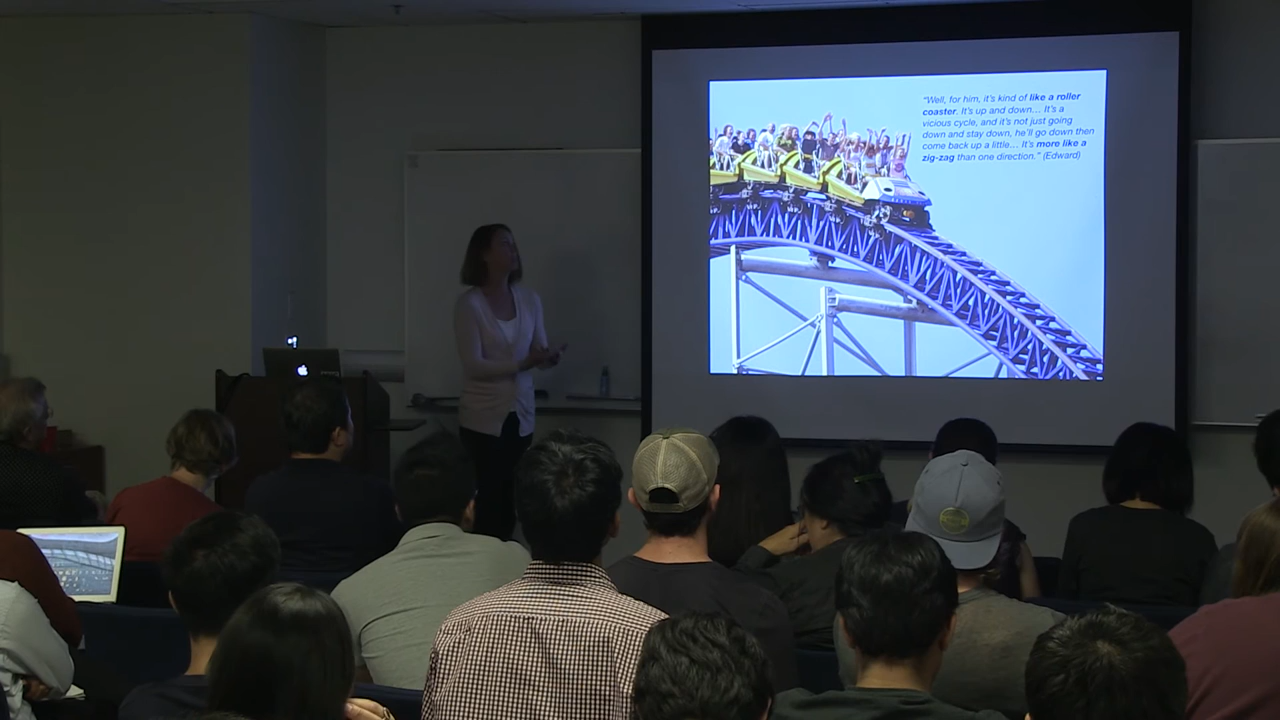 “Well, for him, it’s kind of like a roller
coaster. It’s up and down… It’s a
vicious cycle, and it’s not just going
down and stay down, he’ll go down then
come back up a little… It’s more like a
zig-zag than one direction.” (Edward)